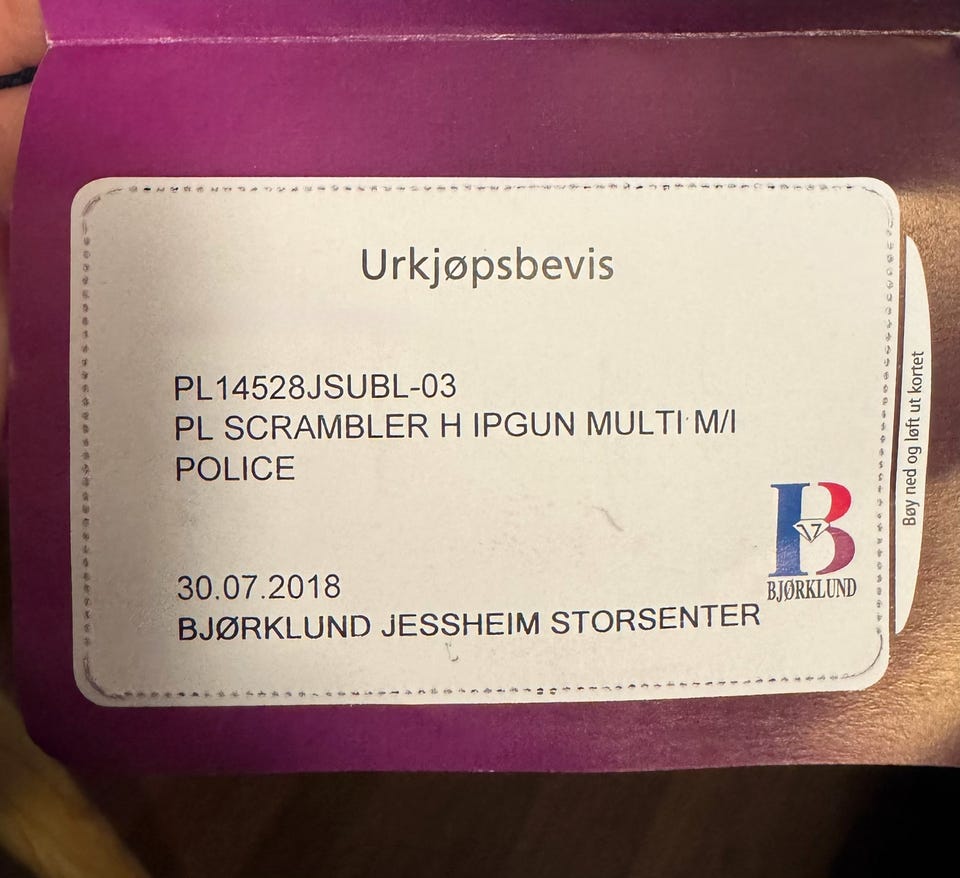 Urkjøpsbevis
PL14528JSUBL-03
PL SCRAMBLER H IPGUN MULTI M/I
POLICE
30.07.2018
BJØRKLUND JESSHEIM STORSENTER
B
BJØRKLUND
Bøy ned og løft ut kortet